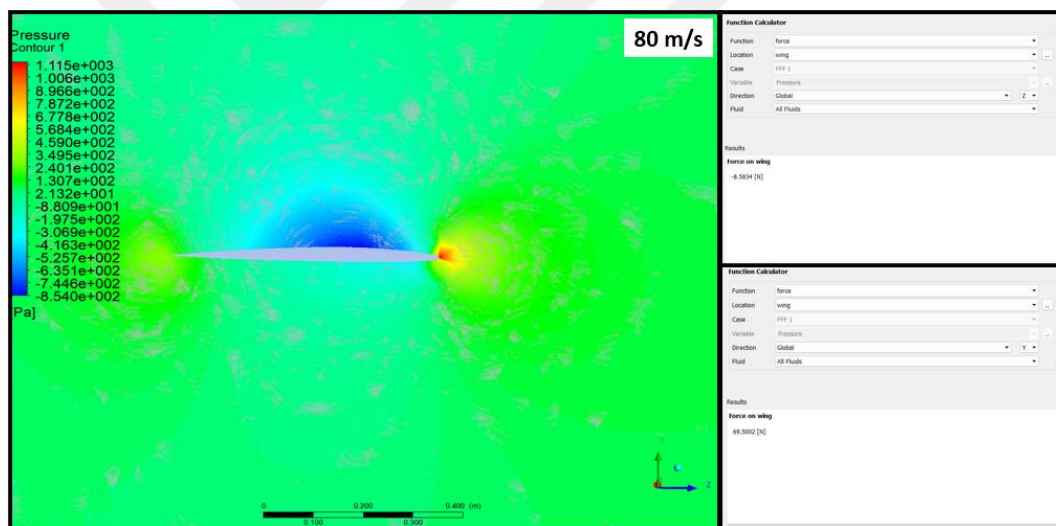 80 m/s
Pressure
Contour 1
1.115e+003
1.006e+003
8.966e+002
7.872e+002
6.778e+002
5.684e+002
4.590e+002
3.495e+002
2.401e+002
1.307e+002
2.132e+001
-8.809e+001
-1.975e+002
-3.069e+002
-4.163e+002
-5.257e+002
-6.351e+002
-7.446e+002
-8.540e+002
[Pa]
Y
Z
0 0.200 0.400 (m)
0.100 0.300
Function Calculator
Function force
Location wing ...
Case FFF 1
Variable Pressure ...
Direction Global Z
Fluid All Fluids
Results
Force on wing
-8.5834 [N]
Function Calculator
Function force
Location wing ...
Case FFF 1
Variable Pressure ...
Direction Global Y
Fluid All Fluids
Results
Force on wing
69.5002 [N]